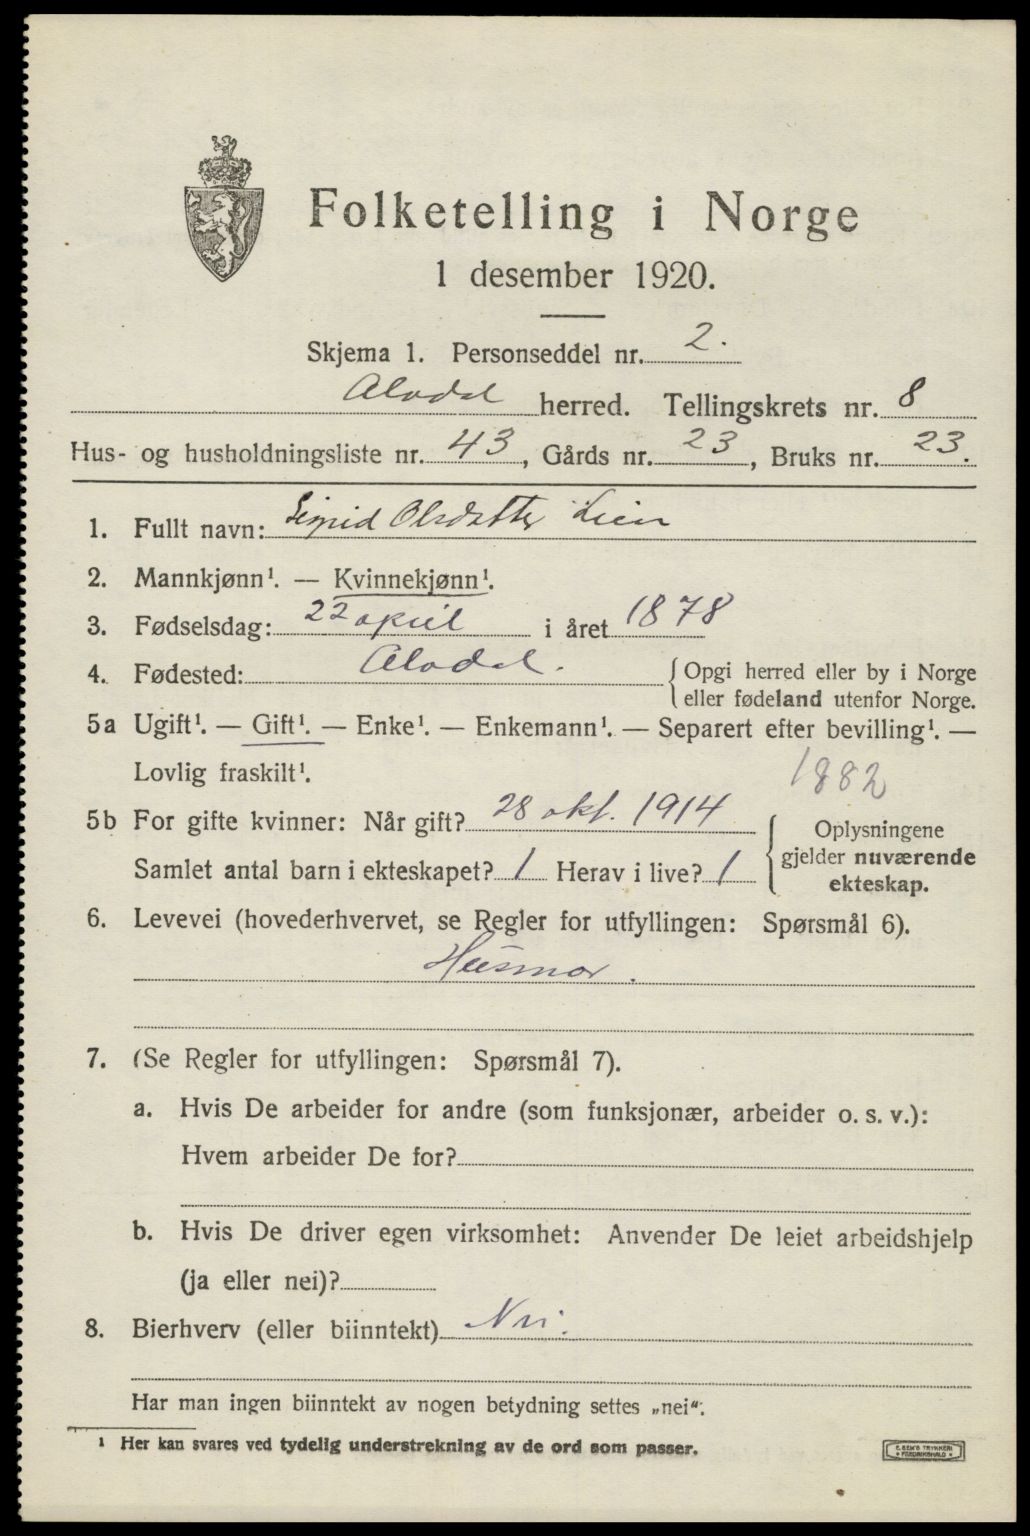 Folketelling i Norge
1 desember 1920.
Skjema 1. Personseddel nr. 2.
Alvdal herred. Tellingskrets nr. 8
Hus- og husholdningsliste nr. 43, Gårds nr. 23, Bruks nr. 23.
1. Fullt navn: Sigrid Olsdatter Lien
2. Mannkjønn¹. — Kvinnekjønn¹.
3. Fødselsdag: 22 april i året 1878
4. Fødested: Alvdal. { Opgi herred eller by i Norge
eller fødeland utenfor Norge.
5a Ugift¹. — Gift¹. — Enke¹. — Enkemann¹. — Separert efter bevilling¹. —
Lovlig fraskilt¹. 1882
5b For gifte kvinner: Når gift? 28 okt. 1914 { Oplysningene
gjelder nuværende
Samlet antal barn i ekteskapet? 1 Herav i live? 1
ekteskap.
6. Levevei (hovederhvervet, se Regler for utfyllingen: Spørsmål 6).
Husmor.
7. (Se Regler for utfyllingen: Spørsmål 7).
a. Hvis De arbeider for andre (som funksjonær, arbeider o. s. v.):
Hvem arbeider De for?
b. Hvis De driver egen virksomhet: Anvender De leiet arbeidshjelp
(ja eller nei)?
8. Bierhverv (eller biinntekt) Nei.
Har man ingen biinntekt av nogen betydning settes „nei“.
¹ Her kan svares ved tydelig understrekning av de ord som passer.
E. SEM'S TRYKKERI
• FREDRIKSHALD •